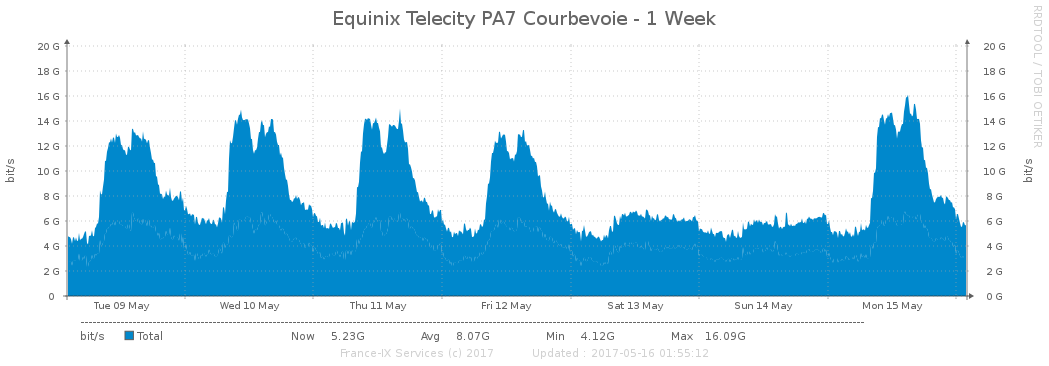 Equinix Telecity PA7 Courbevoie - 1 Week
RRDTOOL / TOBI OETIKER
bit/s
20 G 20 G
18 G 18 G
16 G 16 G
14 G 14 G
12 G 12 G
10 G 10 G
8 G 8 G
6 G 6 G
4 G 4 G
2 G 2 G
0 0 G
bit/s
Tue 09 May Wed 10 May Thu 11 May Fri 12 May Sat 13 May Sun 14 May Mon 15 May
bit/s Total Now 5.23G Avg 8.07G Min 4.12G Max 16.09G
France-IX Services (c) 2017 Updated : 2017-05-16 01:55:12